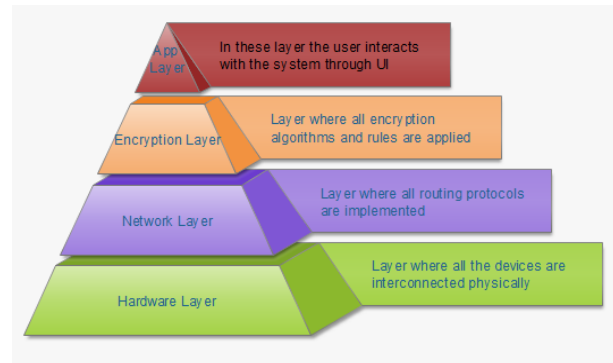 App
Layer
In these layer the user interacts
with the system through UI
Encryption Layer
Layer where all encryption
algorithms and rules are applied
Network Layer
Layer where all routing protocols
are implemented
Hardware Layer
Layer where all the devices are
interconnected physically